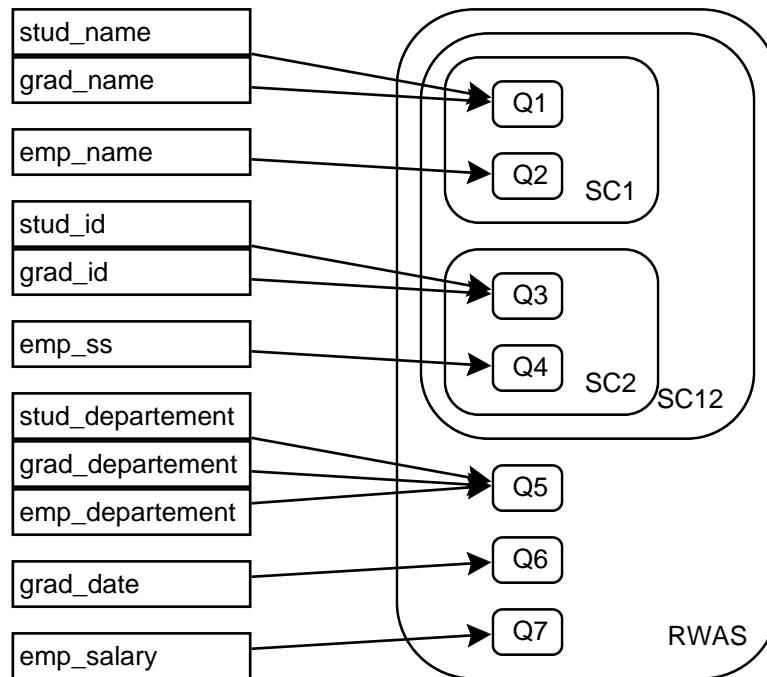 stud_name
grad_name
Q1
emp_name
Q2
SC1
stud_id
grad_id
Q3
emp_ss
Q4
SC2
SC12
stud_departement
grad_departement
emp_departement
Q5
grad_date
Q6
emp_salary
Q7
RWAS